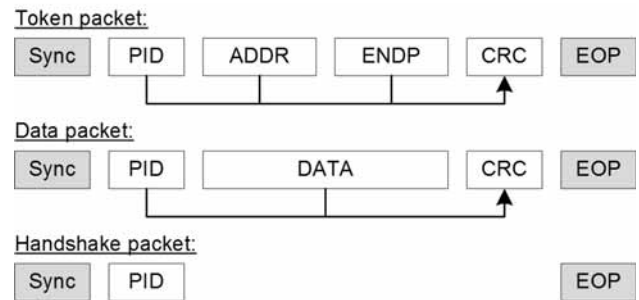 Token packet:
Sync PID ADDR ENDP CRC EOP
Data packet:
Sync PID DATA CRC EOP
Handshake packet:
Sync PID EOP